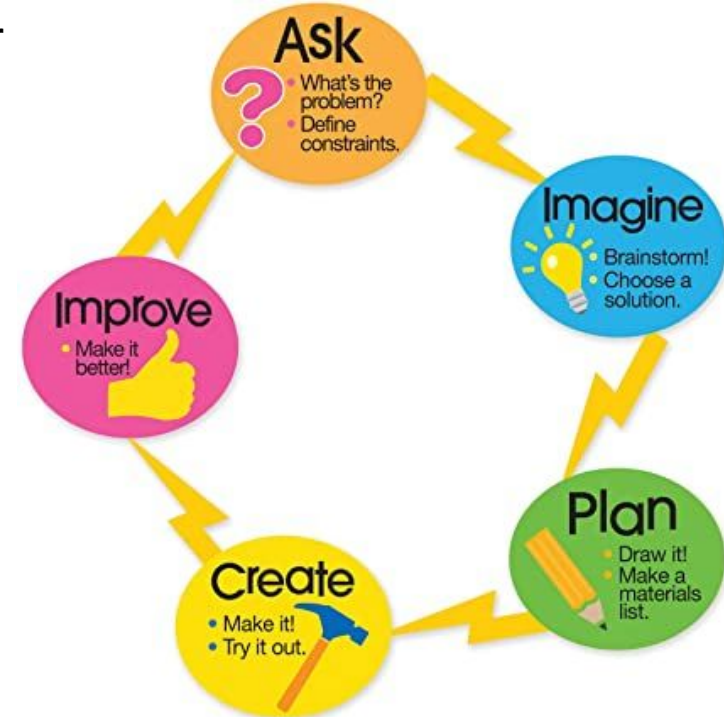 Ask
• What's the
problem?
• Define
constraints.
Imagine
• Brainstorm!
• Choose a
solution.
Plan
• Draw it!
• Make a
materials
list.
Create
• Make it!
• Try it out.
Improve
• Make it
better!